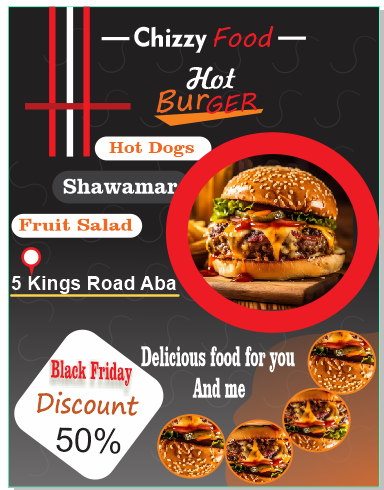 Chizzy Food
Hot
BurGER
Hot Dogs
Shawamar
Fruit Salad
5 Kings Road Aba
Delicious food for you
And me
Black Friday
Discount
50%